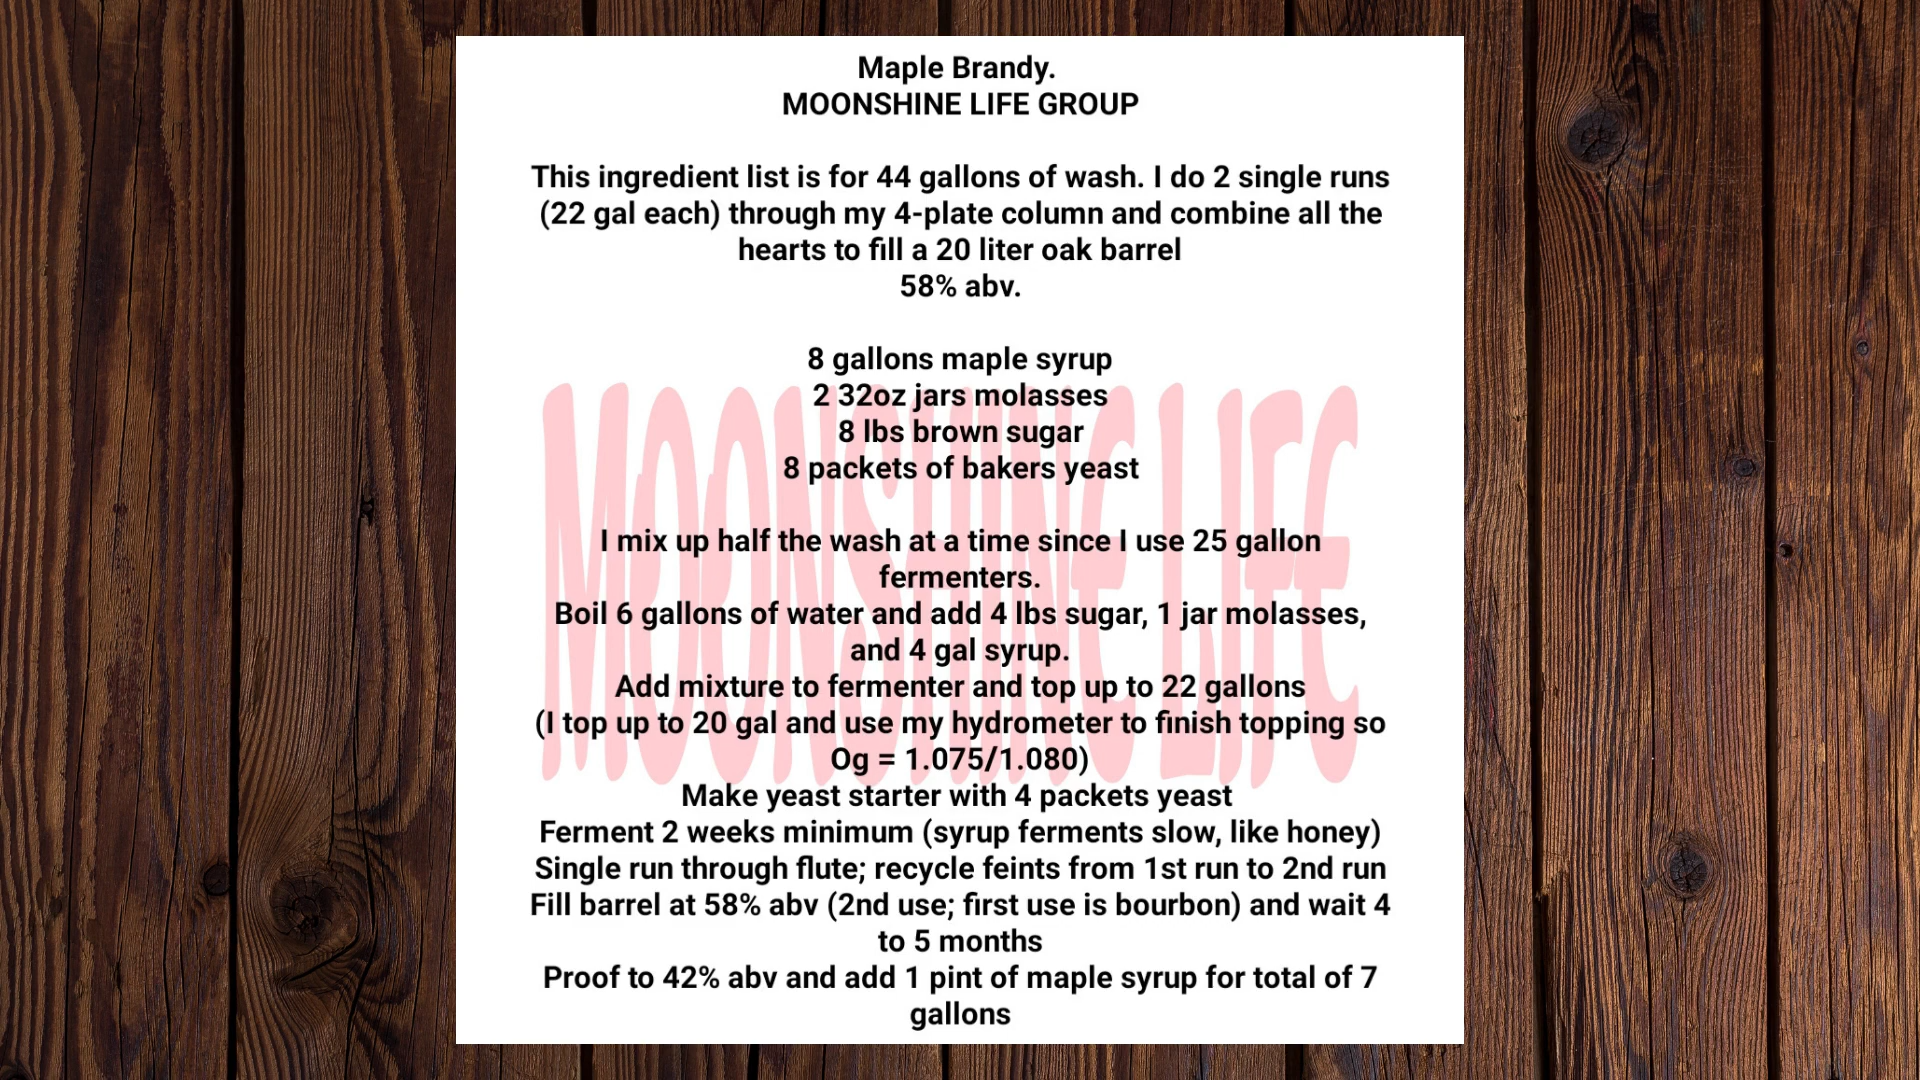 Maple Brandy.
MOONSHINE LIFE GROUP
This ingredient list is for 44 gallons of wash. I do 2 single runs
(22 gal each) through my 4-plate column and combine all the
hearts to fill a 20 liter oak barrel
58% abv.
8 gallons maple syrup
2 32oz jars molasses
8 lbs brown sugar
8 packets of bakers yeast
MOONSHINE LIFE
I mix up half the wash at a time since I use 25 gallon
fermenters.
Boil 6 gallons of water and add 4 lbs sugar, 1 jar molasses,
and 4 gal syrup.
Add mixture to fermenter and top up to 22 gallons
(I top up to 20 gal and use my hydrometer to finish topping so
Og = 1.075/1.080)
Make yeast starter with 4 packets yeast
Ferment 2 weeks minimum (syrup ferments slow, like honey)
Single run through flute; recycle feints from 1st run to 2nd run
Fill barrel at 58% abv (2nd use; first use is bourbon) and wait 4
to 5 months
Proof to 42% abv and add 1 pint of maple syrup for total of 7
gallons